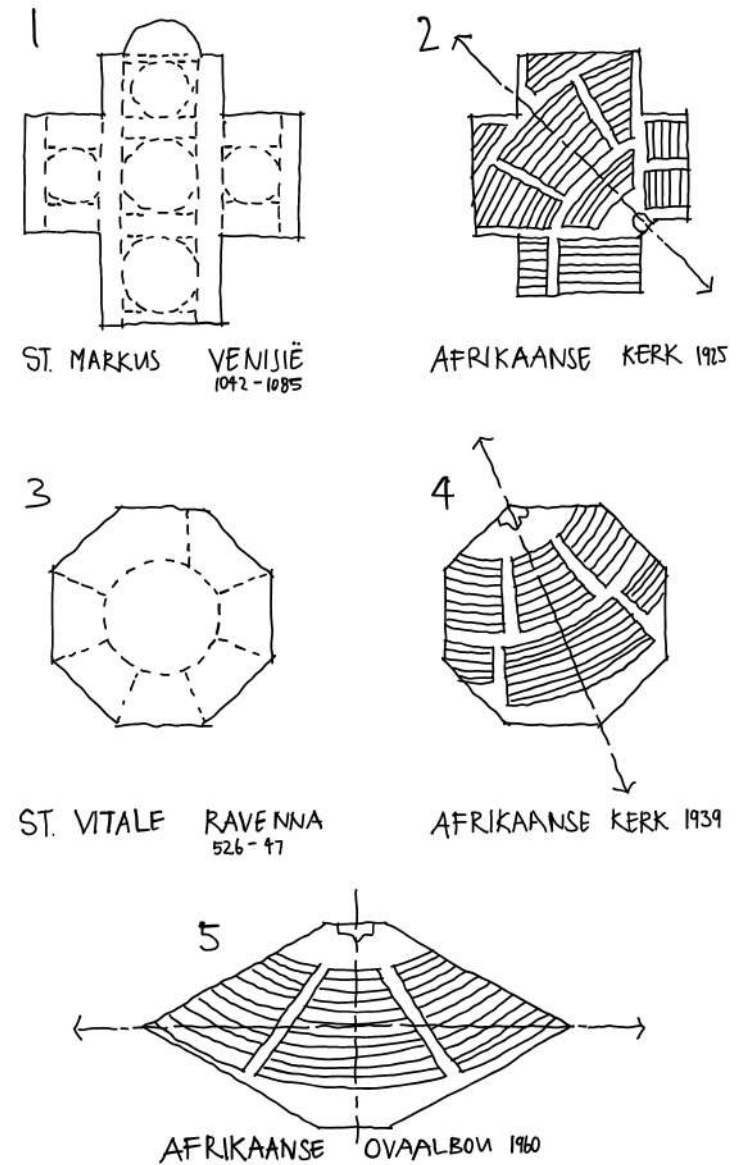 1
2
ST. MARKUS VENISIË
1042-1085
AFRIKAANSE KERK 1925
3
4
ST. VITALE RAVENNA
526-47
AFRIKAANSE KERK 1939
5
AFRIKAANSE OVAALBOU 1960